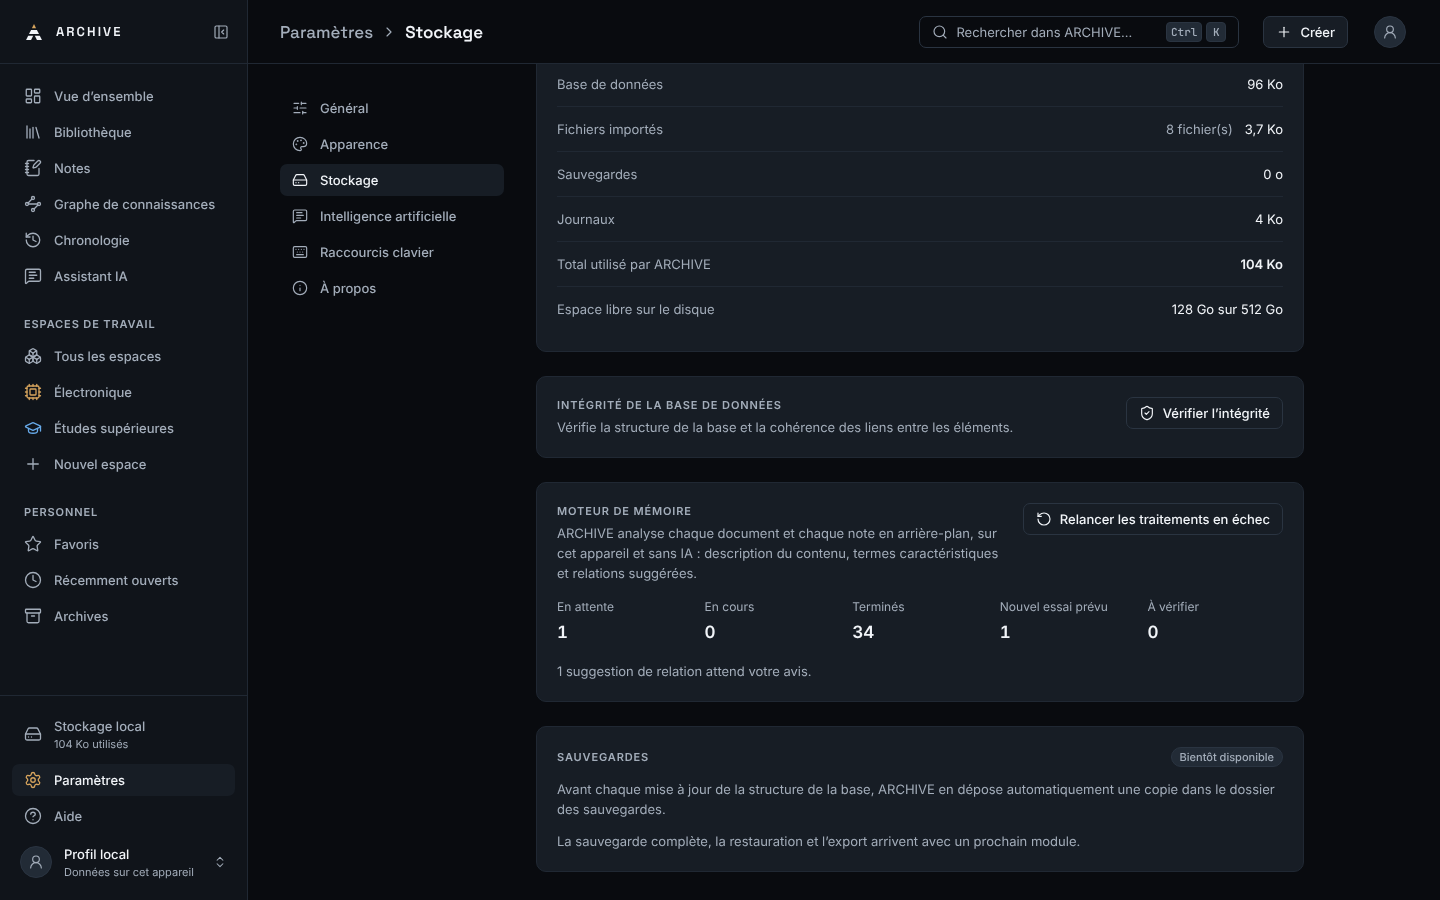 ARCHIVE
Paramètres > Stockage
Rechercher dans ARCHIVE... Ctrl K
Créer
Vue d’ensemble
Bibliothèque
Notes
Graphe de connaissances
Chronologie
Assistant IA
ESPACES DE TRAVAIL
Tous les espaces
Électronique
Études supérieures
Nouvel espace
PERSONNEL
Favoris
Récemment ouverts
Archives
Stockage local
104 Ko utilisés
Paramètres
Aide
Profil local
Données sur cet appareil
Général
Apparence
Stockage
Intelligence artificielle
Raccourcis clavier
À propos
Base de données 96 Ko
Fichiers importés 8 fichier(s) 3,7 Ko
Sauvegardes 0 o
Journaux 4 Ko
Total utilisé par ARCHIVE 104 Ko
Espace libre sur le disque 128 Go sur 512 Go
INTÉGRITÉ DE LA BASE DE DONNÉES
Vérifie la structure de la base et la cohérence des liens entre les éléments.
Vérifier l’intégrité
MOTEUR DE MÉMOIRE
ARCHIVE analyse chaque document et chaque note en arrière-plan, sur
cet appareil et sans IA : description du contenu, termes caractéristiques
et relations suggérées.
Relancer les traitements en échec
En attente En cours Terminés Nouvel essai prévu À vérifier
1 0 34 1 0
1 suggestion de relation attend votre avis.
SAUVEGARDES Bientôt disponible
Avant chaque mise à jour de la structure de la base, ARCHIVE en dépose automatiquement une copie dans le dossier
des sauvegardes.
La sauvegarde complète, la restauration et l’export arrivent avec un prochain module.